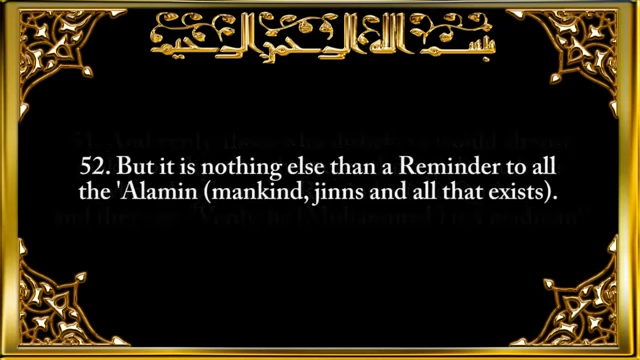 بسم الله الرحمن الرحيم
52. But it is nothing else than a Reminder to all
the 'Alamin (mankind, jinns and all that exists).